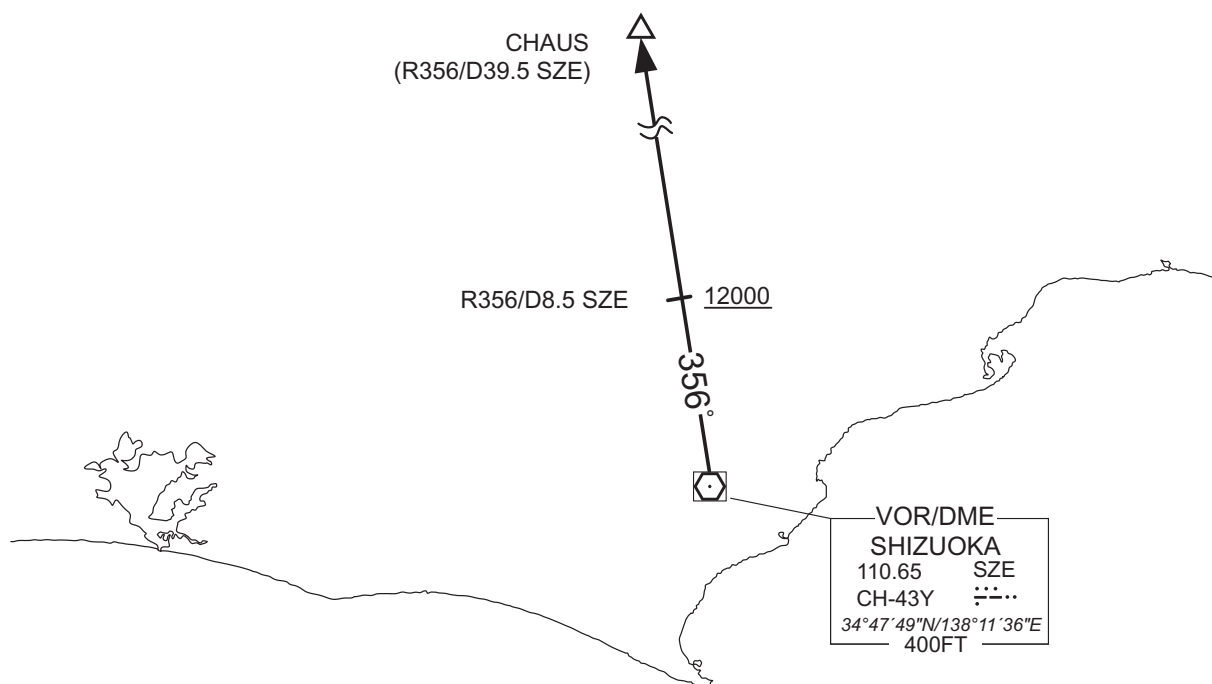 CHAUS
(R356/D39.5 SZE)
R356/D8.5 SZE
12000
356°
VOR/DME
SHIZUOKA
110.65 SZE
CH-43Y
34°47´49"N/138°11´36"E
400FT